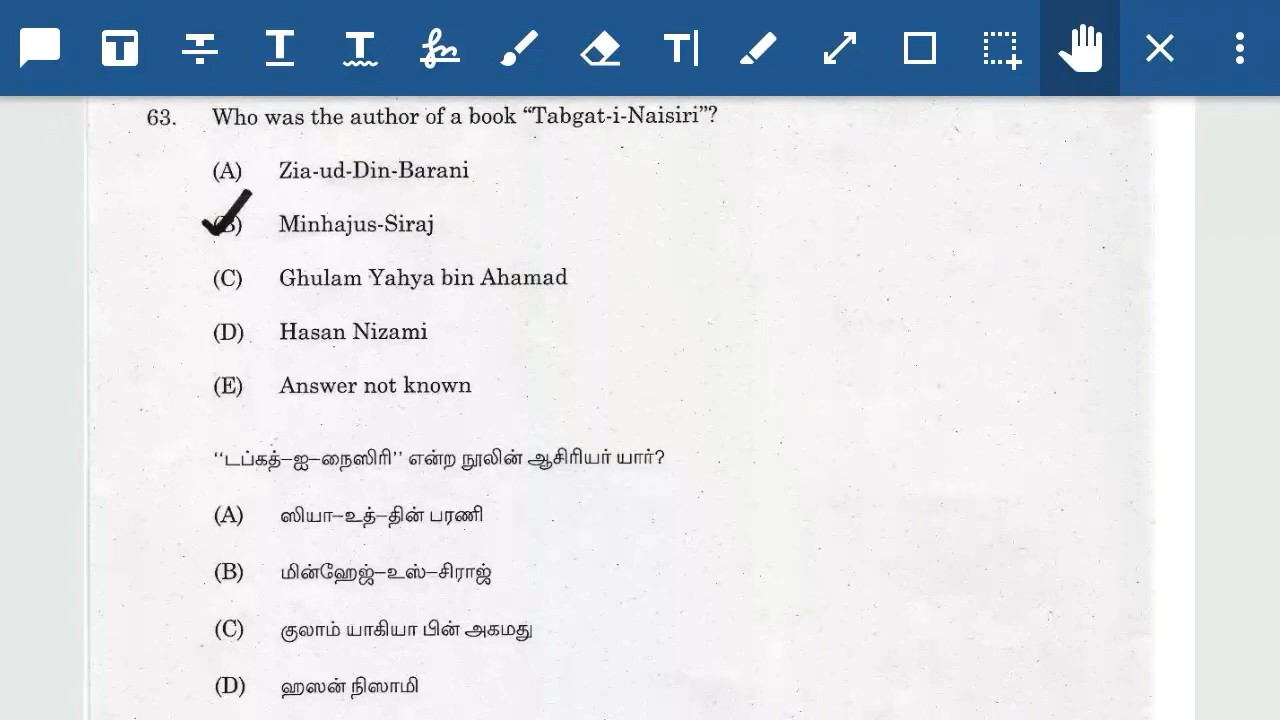 63. Who was the author of a book “Tabgat-i-Naisiri”?
(A) Zia-ud-Din-Barani
(B) Minhajus-Siraj
(C) Ghulam Yahya bin Ahamad
(D) Hasan Nizami
(E) Answer not known
“டப்கத்–ஐ–நைஸிரி” என்ற நூலின் ஆசிரியர் யார்?
(A) ஸியா–உத்–தின் பரணி
(B) மின்ஹேஜ்–உஸ்–சிராஜ்
(C) குலாம் யாகியா பின் அகமது
(D) ஹஸன் நிஸாமி